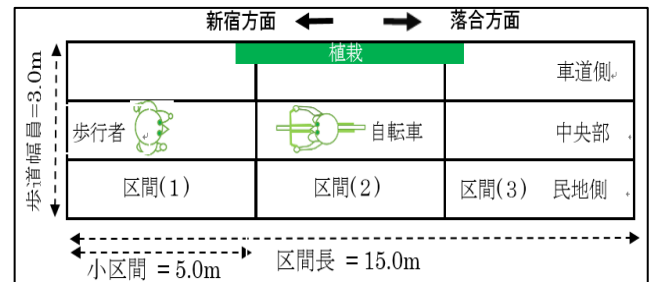 新宿方面 落合方面
植栽
車道側
歩道幅員=3.0m
歩行者 自転車 中央部
区間(1) 区間(2) 区間(3) 民地側
小区間 =5.0m 区間長 =15.0m